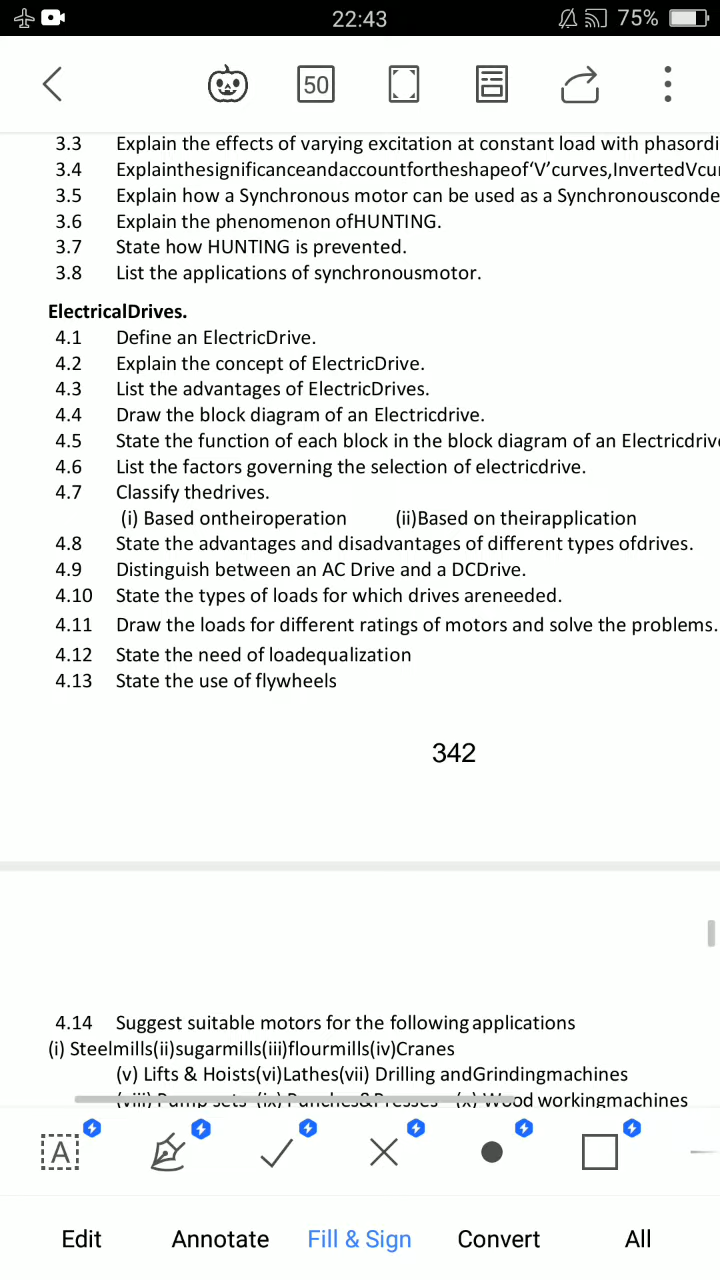 22:43
75%
50
3.3 Explain the effects of varying excitation at constant load with phasordi
3.4 Explainthesignificanceandaccountfortheshapeof‘V’curves,InvertedVcur
3.5 Explain how a Synchronous motor can be used as a Synchronousconde
3.6 Explain the phenomenon ofHUNTING.
3.7 State how HUNTING is prevented.
3.8 List the applications of synchronousmotor.
ElectricalDrives.
4.1 Define an ElectricDrive.
4.2 Explain the concept of ElectricDrive.
4.3 List the advantages of ElectricDrives.
4.4 Draw the block diagram of an Electricdrive.
4.5 State the function of each block in the block diagram of an Electricdrive
4.6 List the factors governing the selection of electricdrive.
4.7 Classify thedrives.
(i) Based ontheiroperation (ii)Based on theirapplication
4.8 State the advantages and disadvantages of different types ofdrives.
4.9 Distinguish between an AC Drive and a DCDrive.
4.10 State the types of loads for which drives areneeded.
4.11 Draw the loads for different ratings of motors and solve the problems.
4.12 State the need of loadequalization
4.13 State the use of flywheels
342
4.14 Suggest suitable motors for the following applications
(i) Steelmills(ii)sugarmills(iii)flourmills(iv)Cranes
(v) Lifts & Hoists(vi)Lathes(vii) Drilling andGrindingmachines
(viii) Pump sets (ix) Punches&Presses (x) Wood workingmachines
A
Edit Annotate Fill & Sign Convert All